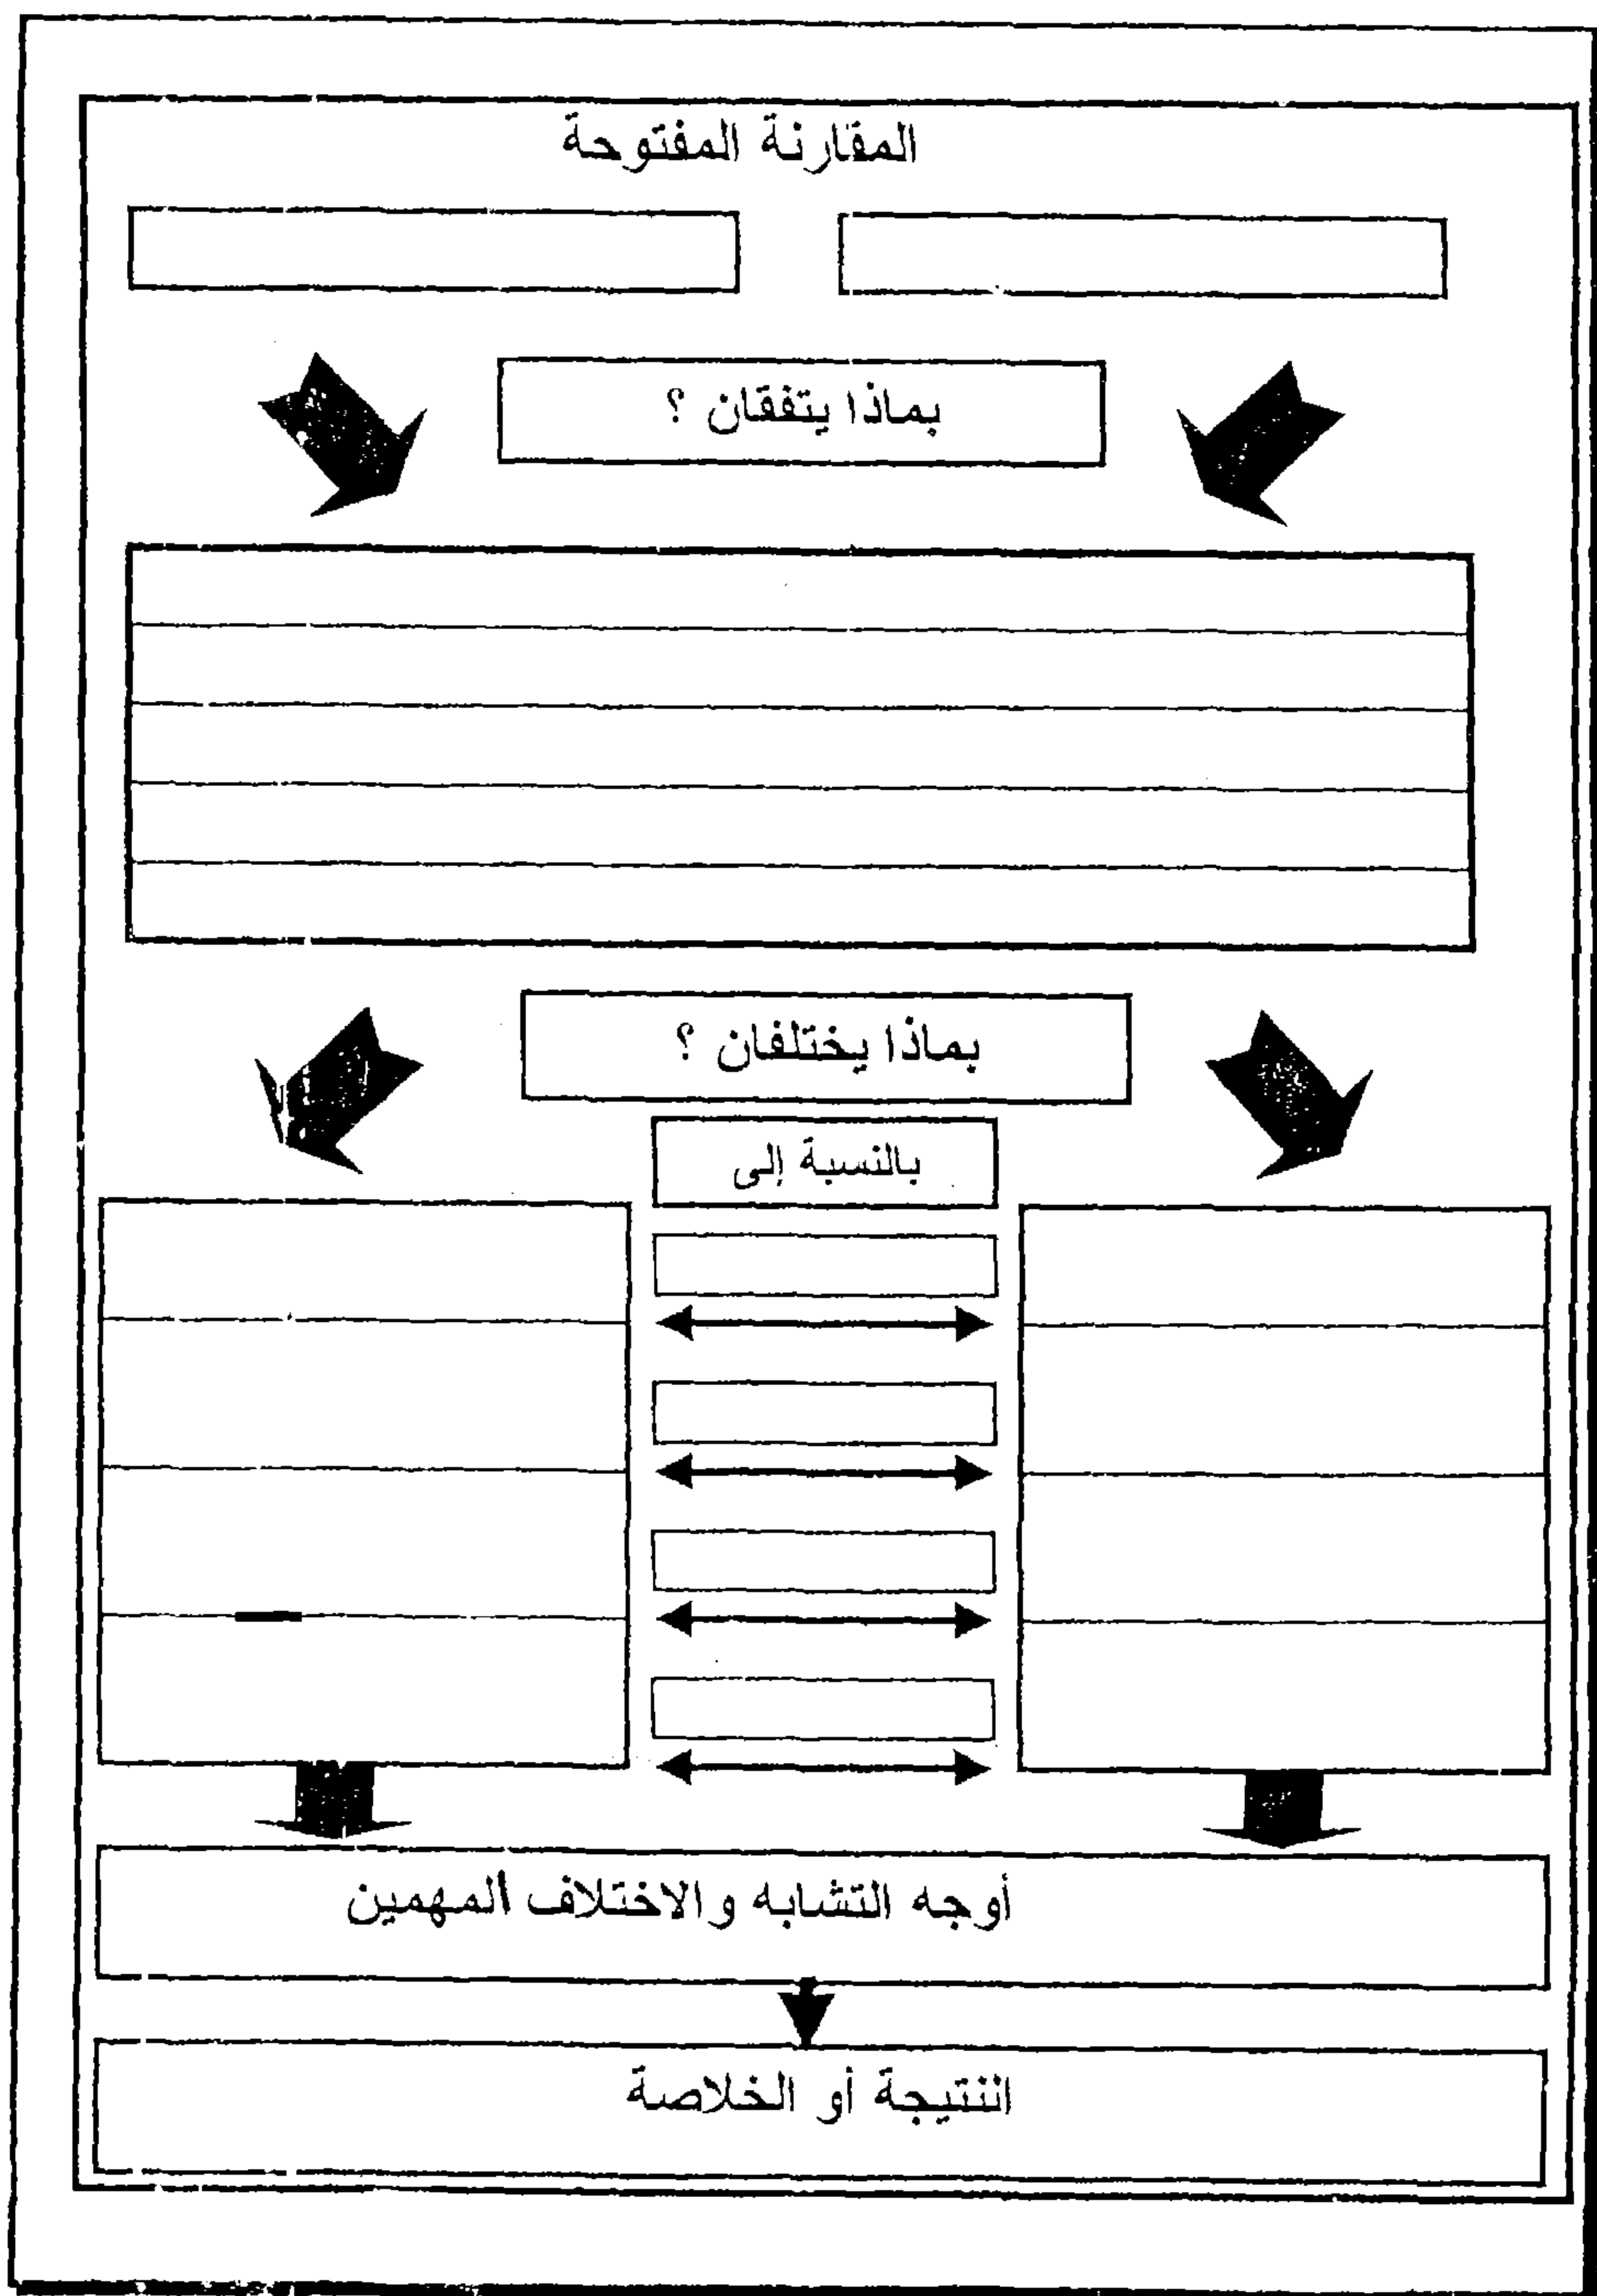 المقارنة المفتوحة
بماذا يتفقان ؟
بماذا يختلفان ؟
بالنسبة إلى
أوجه التشابه والاختلاف المهمين
النتيجة أو الخلاصة